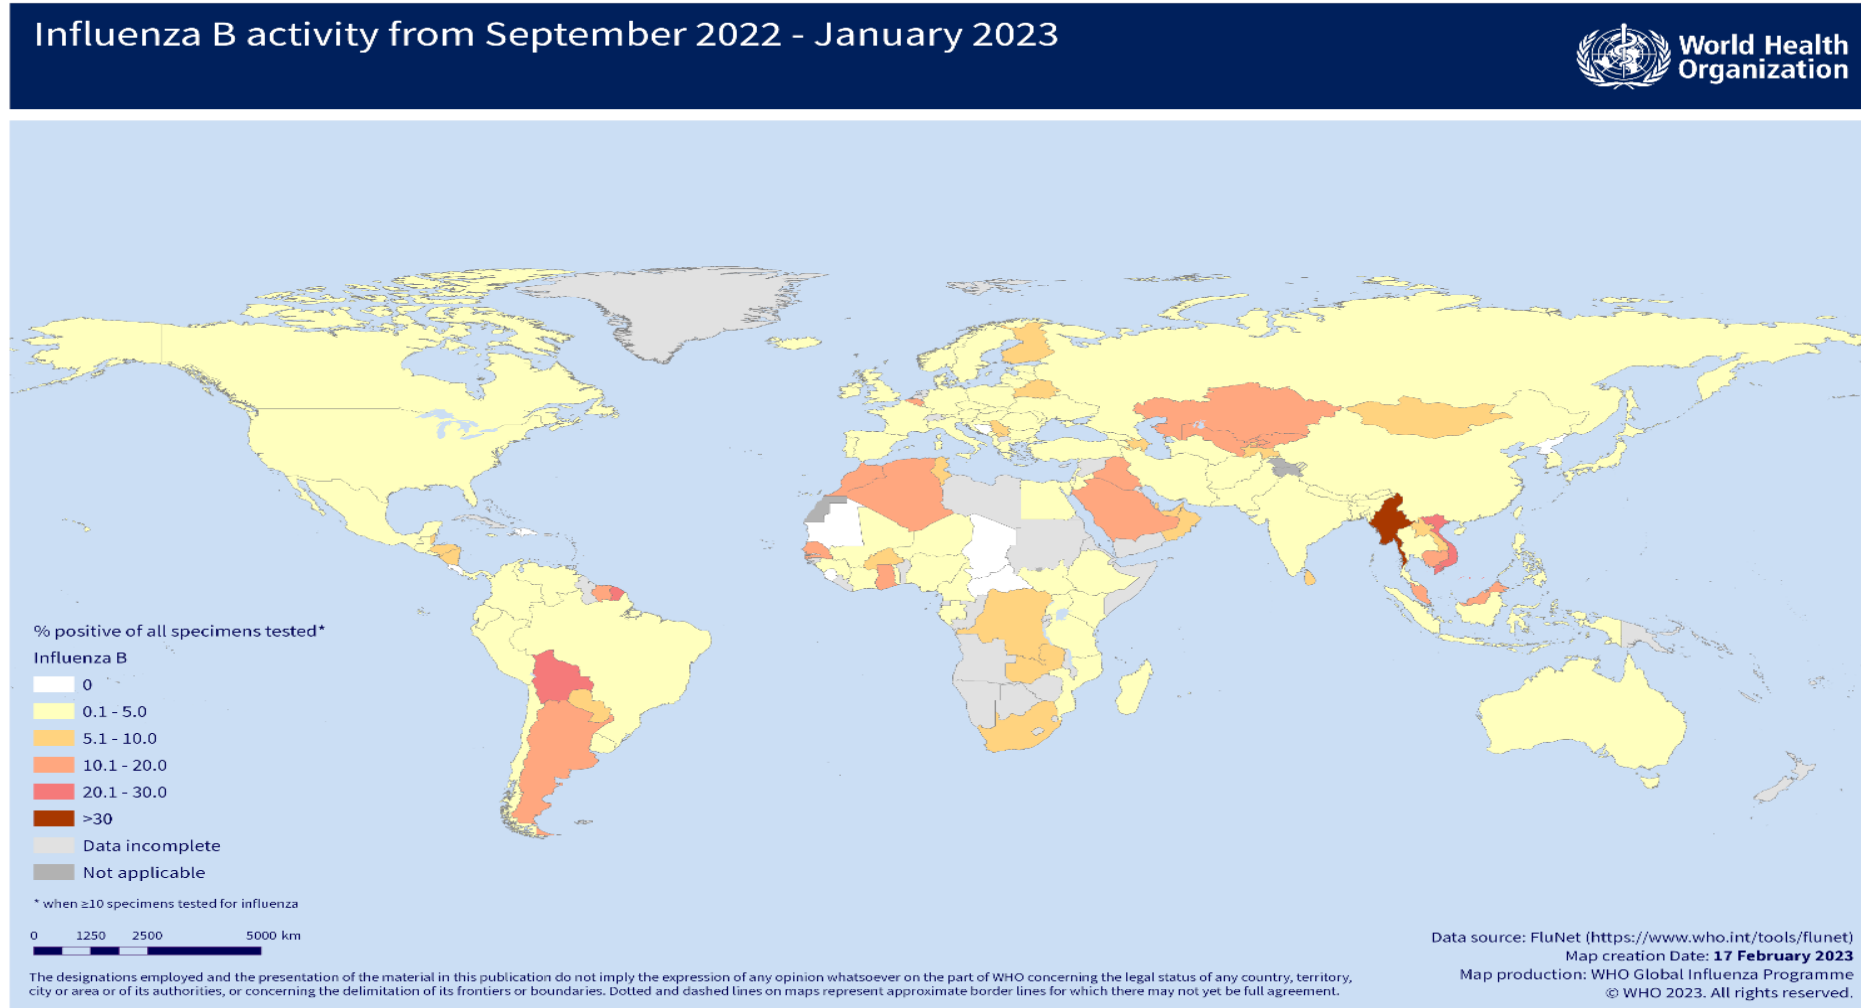 Influenza B activity from September 2022 - January 2023
World Health
Organization
% positive of all specimens tested*
Influenza B
0
0.1 - 5.0
5.1 - 10.0
10.1 - 20.0
20.1 - 30.0
>30
Data incomplete
Not applicable
* when ≥10 specimens tested for influenza
0 1250 2500 5000 km
The designations employed and the presentation of the material in this publication do not imply the expression of any opinion whatsoever on the part of WHO concerning the legal status of any country, territory,
city or area or of its authorities, or concerning the delimitation of its frontiers or boundaries. Dotted and dashed lines on maps represent approximate border lines for which there may not yet be full agreement.
Data source: FluNet (https://www.who.int/tools/flunet)
Map creation Date: 17 February 2023
Map production: WHO Global Influenza Programme
© WHO 2023. All rights reserved.